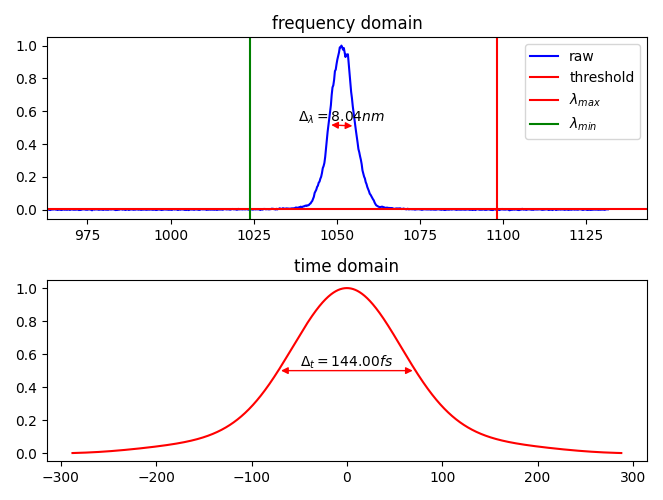 frequency domain
1.0
0.8
0.6
0.4
0.2
0.0
Δλ = 8.04nm
raw
threshold
λmax
λmin
975 1000 1025 1050 1075 1100 1125
time domain
1.0
0.8
0.6
0.4
0.2
0.0
Δt = 144.00fs
−300 −200 −100 0 100 200 300